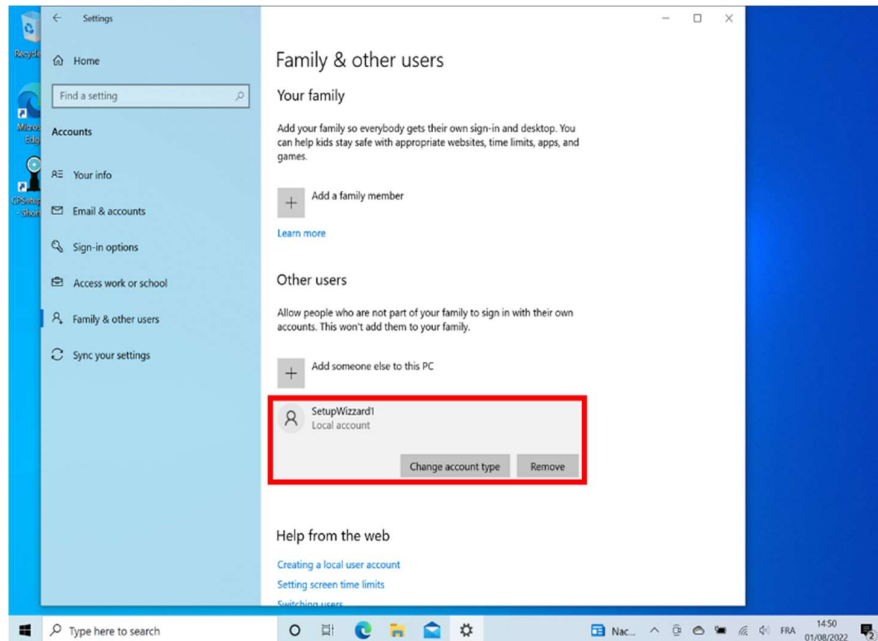 Settings
Recycle
Home
Family & other users
Find a setting
Your family
Accounts
Add your family so everybody gets their own sign-in and desktop. You
can help kids stay safe with appropriate websites, time limits, apps, and
games.
Your info
Add a family member
Email & accounts
Learn more
Sign-in options
Other users
Access work or school
Allow people who are not part of your family to sign in with their own
accounts. This won't add them to your family.
Family & other users
Sync your settings
Add someone else to this PC
SetupWizzard1
Local account
Change account type
Remove
Help from the web
Creating a local user account
Setting screen time limits
Switching users
Type here to search
Nac...
FRA
14:50
01/08/2022
2